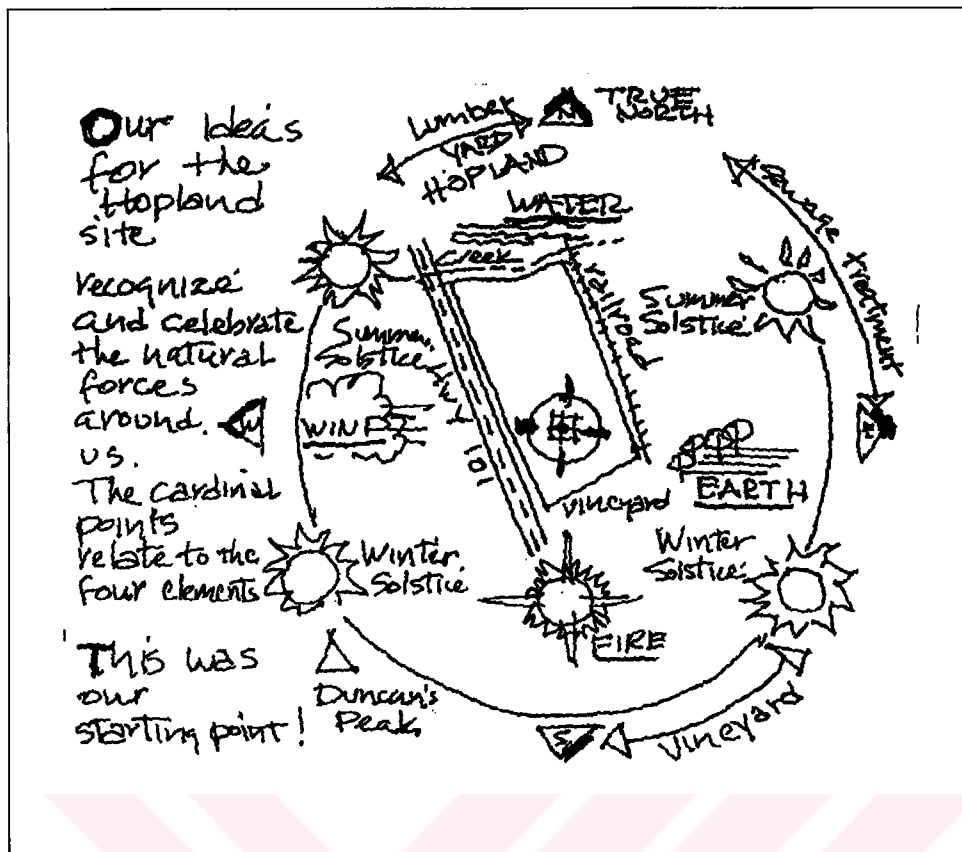 Our Ideas
for the
Hopland
site
recognize
and celebrate
the natural
forces
around.
us.
The cardinal
points
relate to the
four elements
This was
our
starting point!
Lumber
YARD
HOPLAND
N
TRUE
NORTH
WATER
Creek
railroad
Sewage Treatment
Summer
Solstice
Summer
Solstice
W
WIND
HWY 101
EARTH
vineyard
Winter
Solstice
Winter
Solstice
FIRE
Duncan's
Peak
S
Vineyard